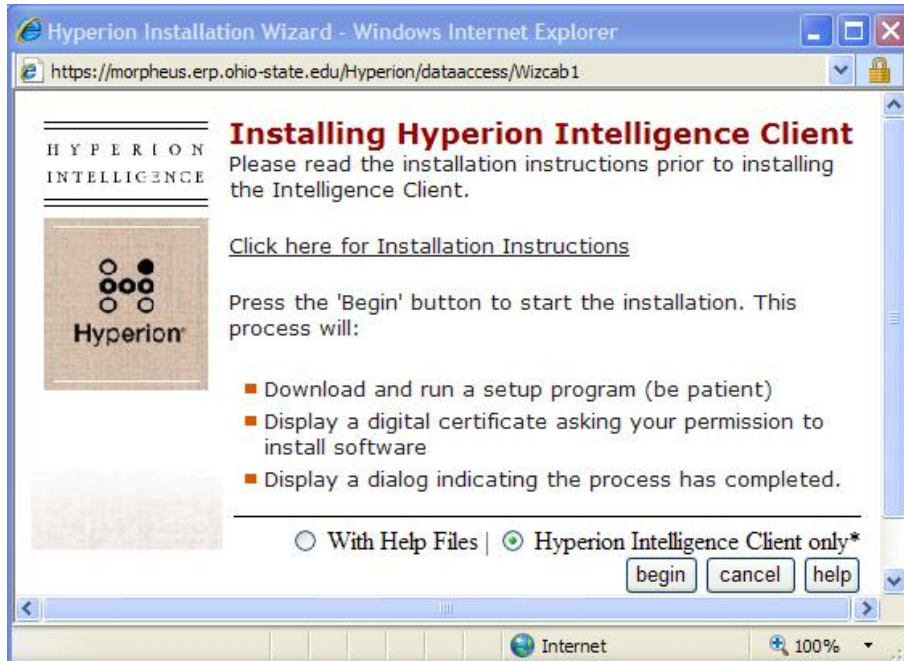 Hyperion Installation Wizard - Windows Internet Explorer
https://morpheus.erp.ohio-state.edu/Hyperion/dataaccess/Wizcab1
HYPERION
INTELLIGENCE
Hyperion
Installing Hyperion Intelligence Client
Please read the installation instructions prior to installing
the Intelligence Client.
Click here for Installation Instructions
Press the 'Begin' button to start the installation. This
process will:
Download and run a setup program (be patient)
Display a digital certificate asking your permission to
install software
Display a dialog indicating the process has completed.
With Help Files | Hyperion Intelligence Client only*
begin cancel help
Internet 100%